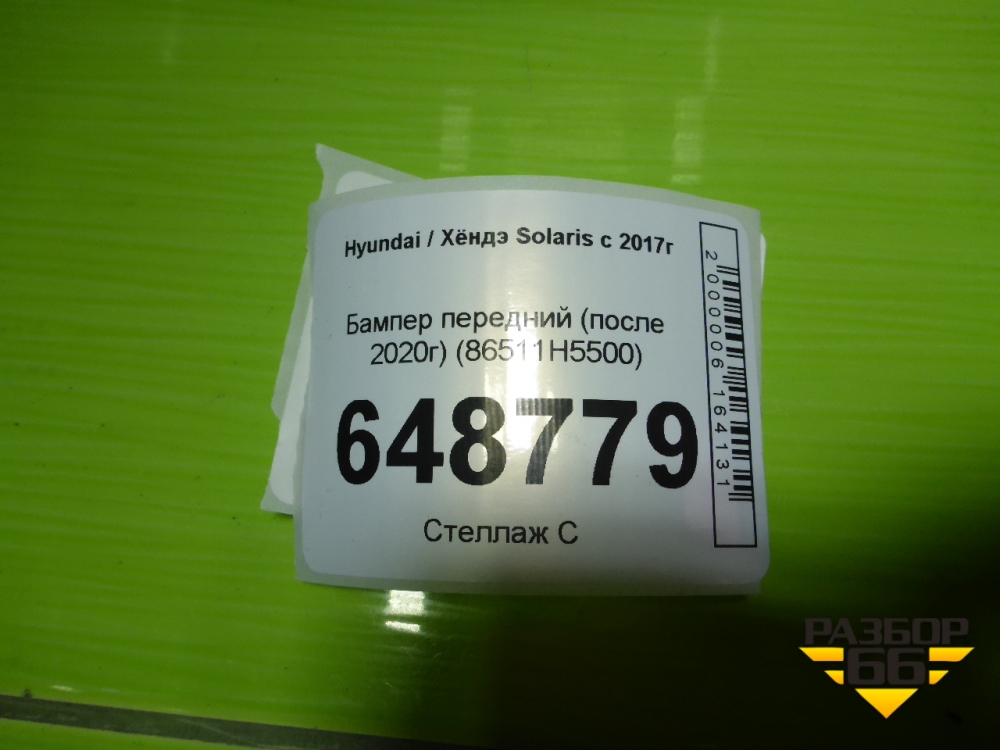 Hyundai / Хёндэ Solaris с 2017г
Бампер передний (после
2020г) (86511H5500)
648779
Стеллаж С
2000006164131
РАЗБОР
66